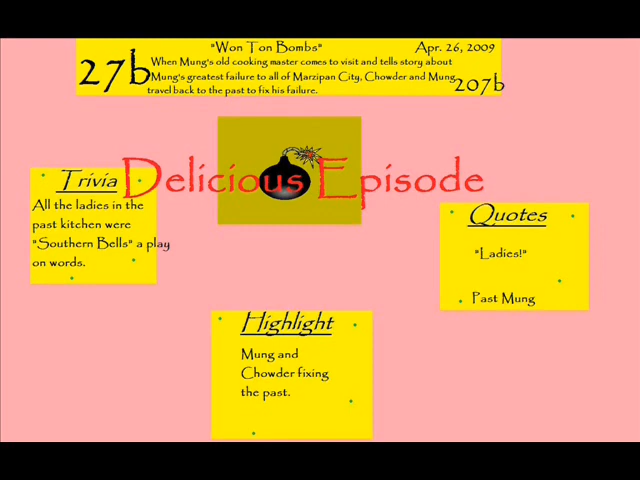 "Won Ton Bombs" Apr. 26, 2009
27b
When Mung's old cooking master comes to visit and tells story about
Mung's greatest failure to all of Marzipan City, Chowder and Mung
travel back to the past to fix his failure.
207b
Delicious Episode
Trivia
All the ladies in the
past kitchen were
"Southern Bells" a play
on words.
Quotes
"Ladies!"
Past Mung
Highlight
Mung and
Chowder fixing
the past.